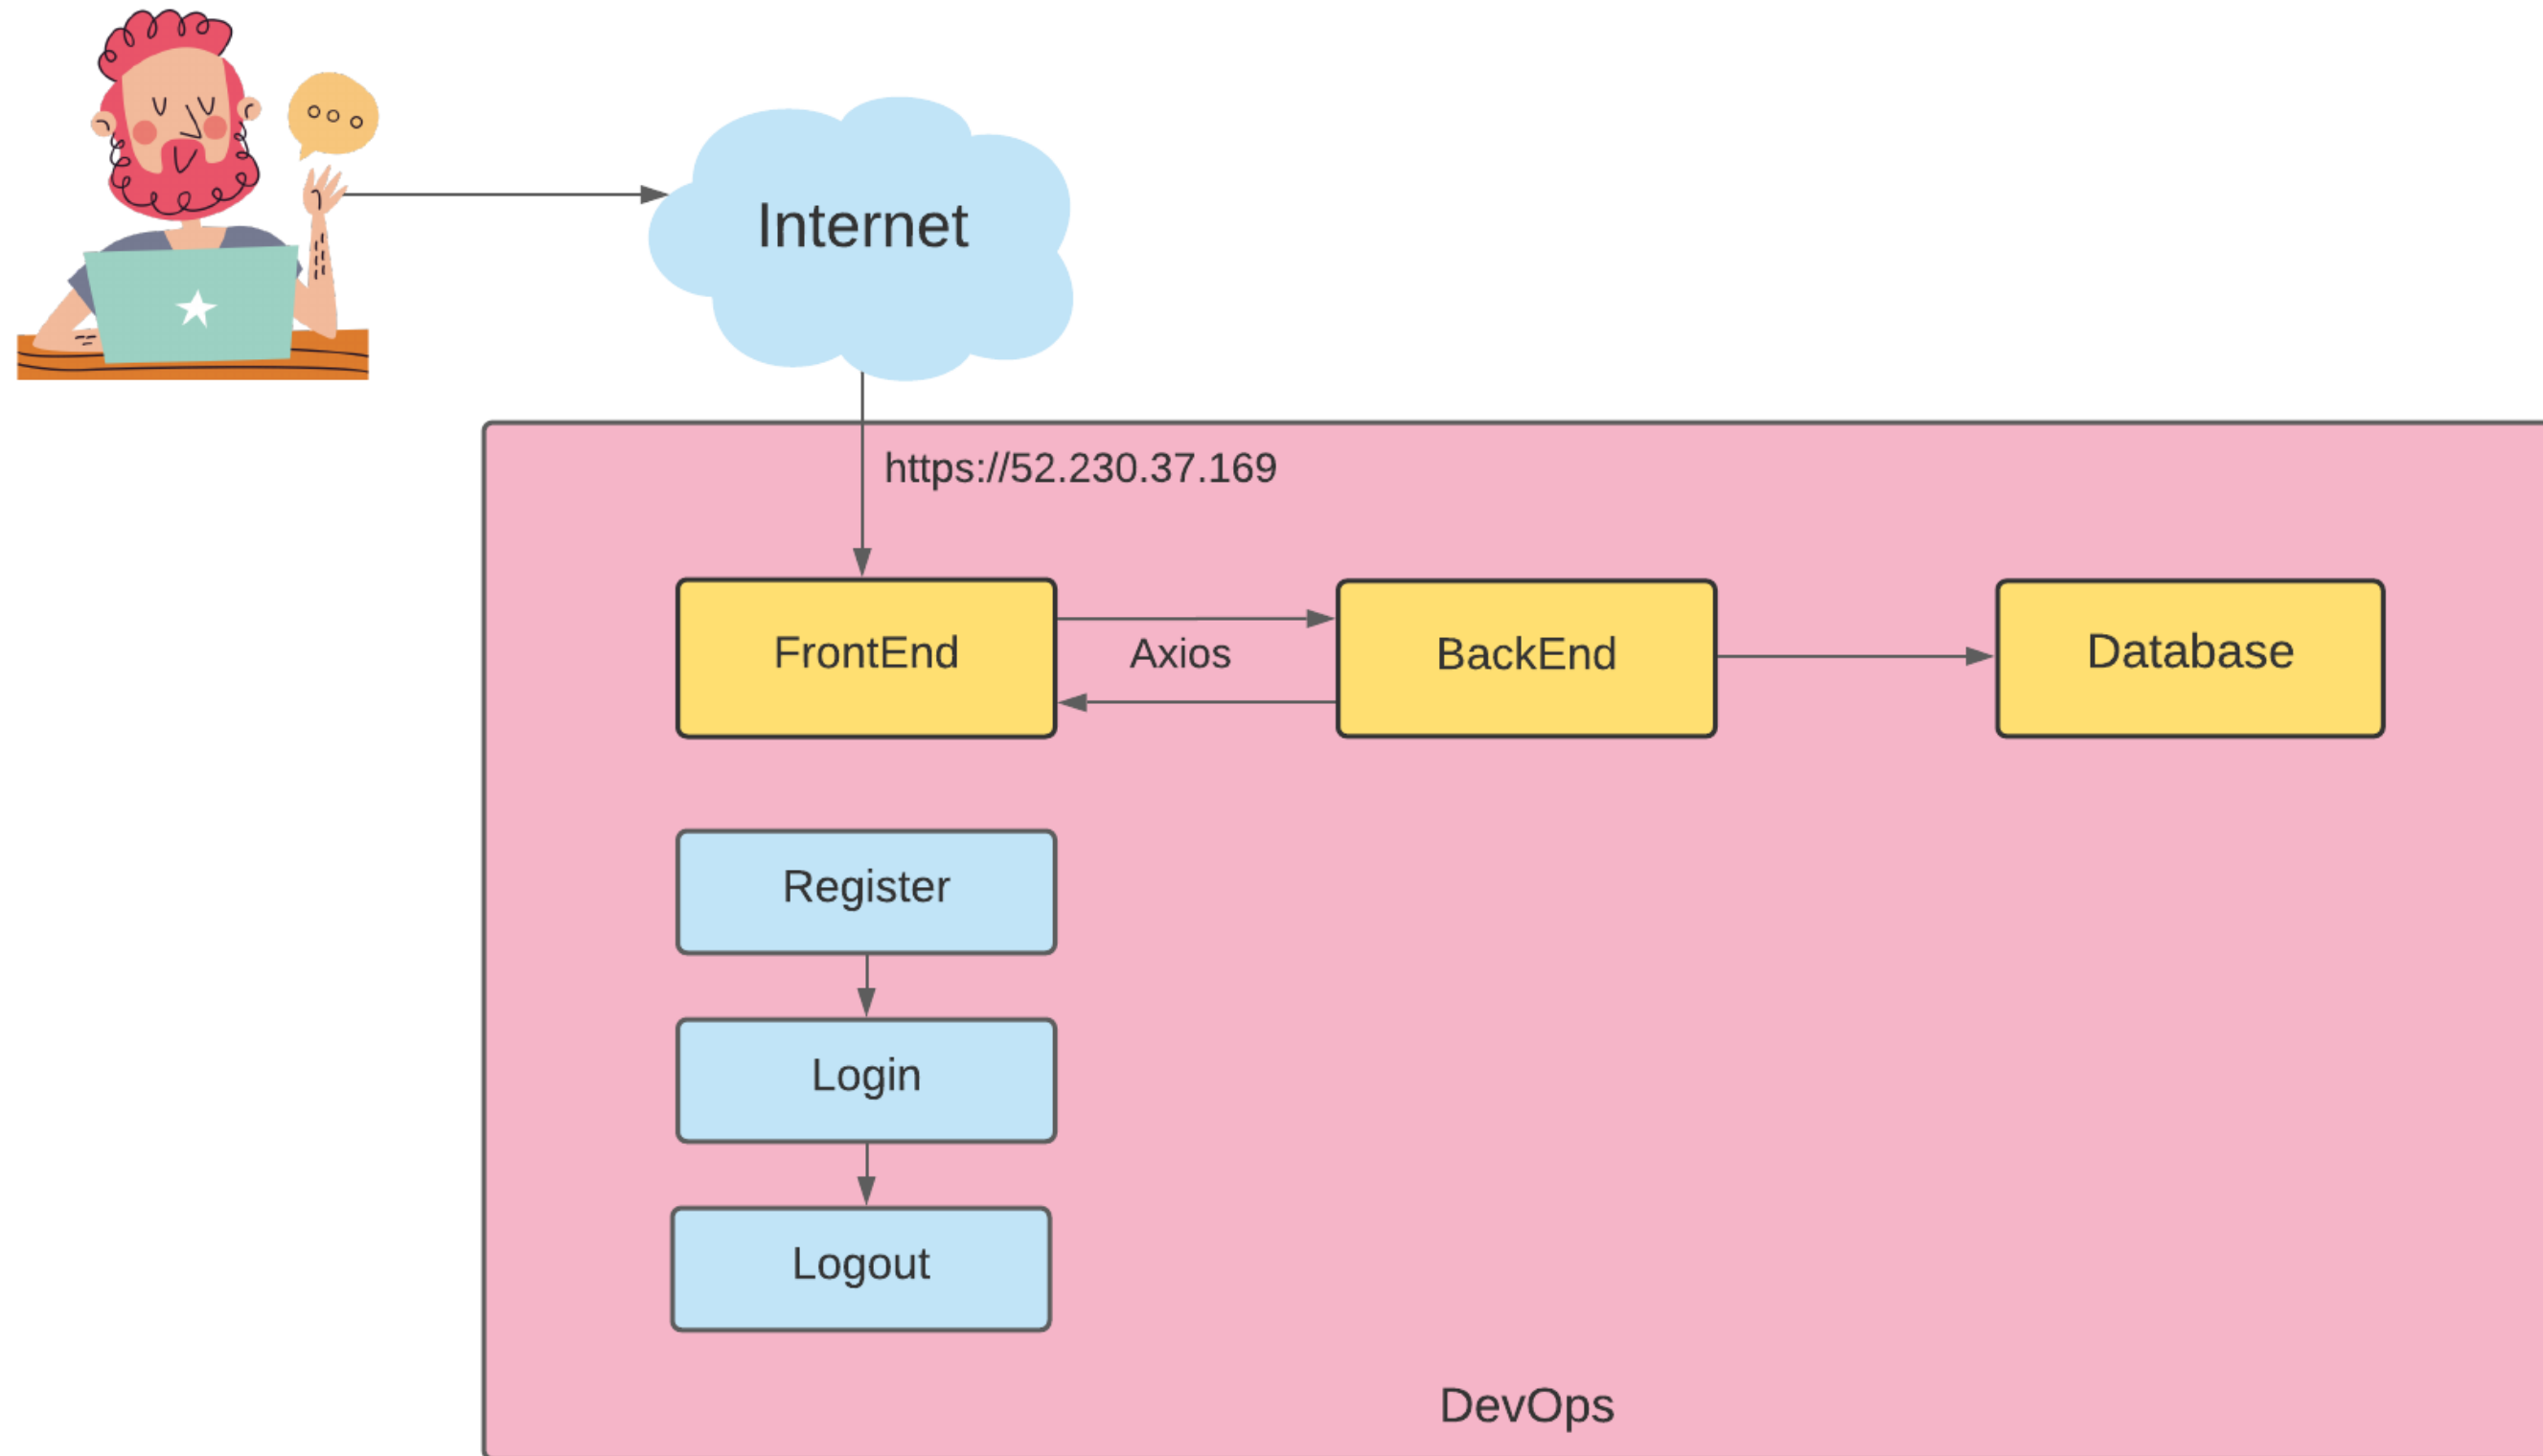 Internet
https://52.230.37.169
FrontEnd
Axios
BackEnd
Database
Register
Login
Logout
DevOps